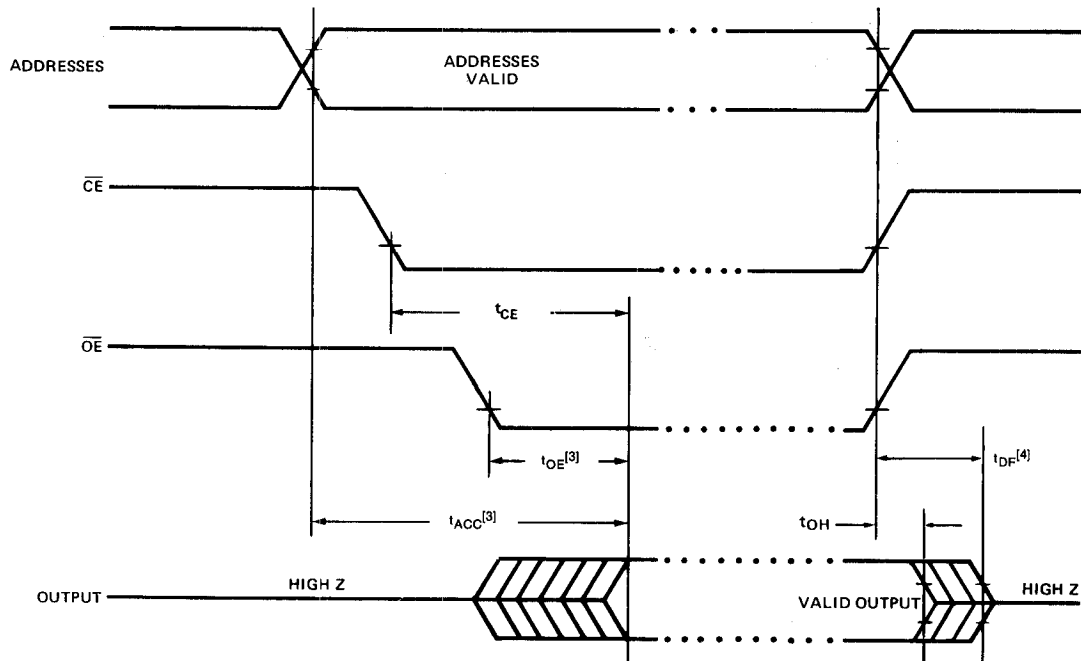 ADDRESSES
ADDRESSES
VALID
CE
tCE
OE
tOE[3]
tDF[4]
tACC[3]
tOH
OUTPUT
HIGH Z
VALID OUTPUT
HIGH Z